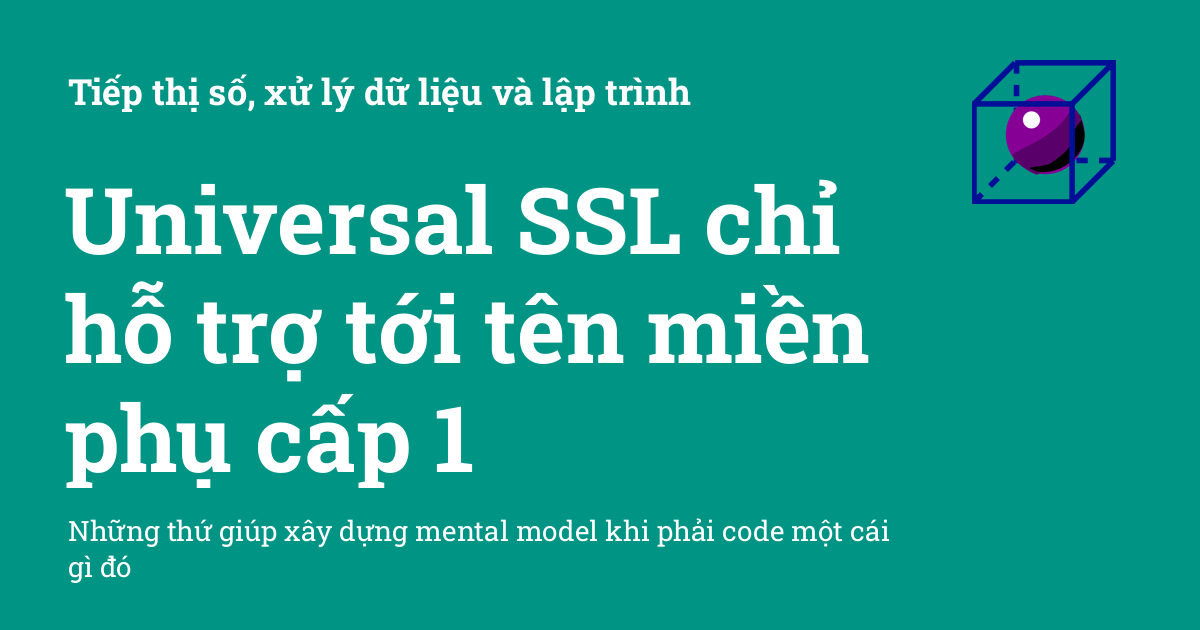 Tiếp thị số, xử lý dữ liệu và lập trình
Universal SSL chỉ
hỗ trợ tới tên miền
phụ cấp 1
Những thứ giúp xây dựng mental model khi phải code một cái
gì đó